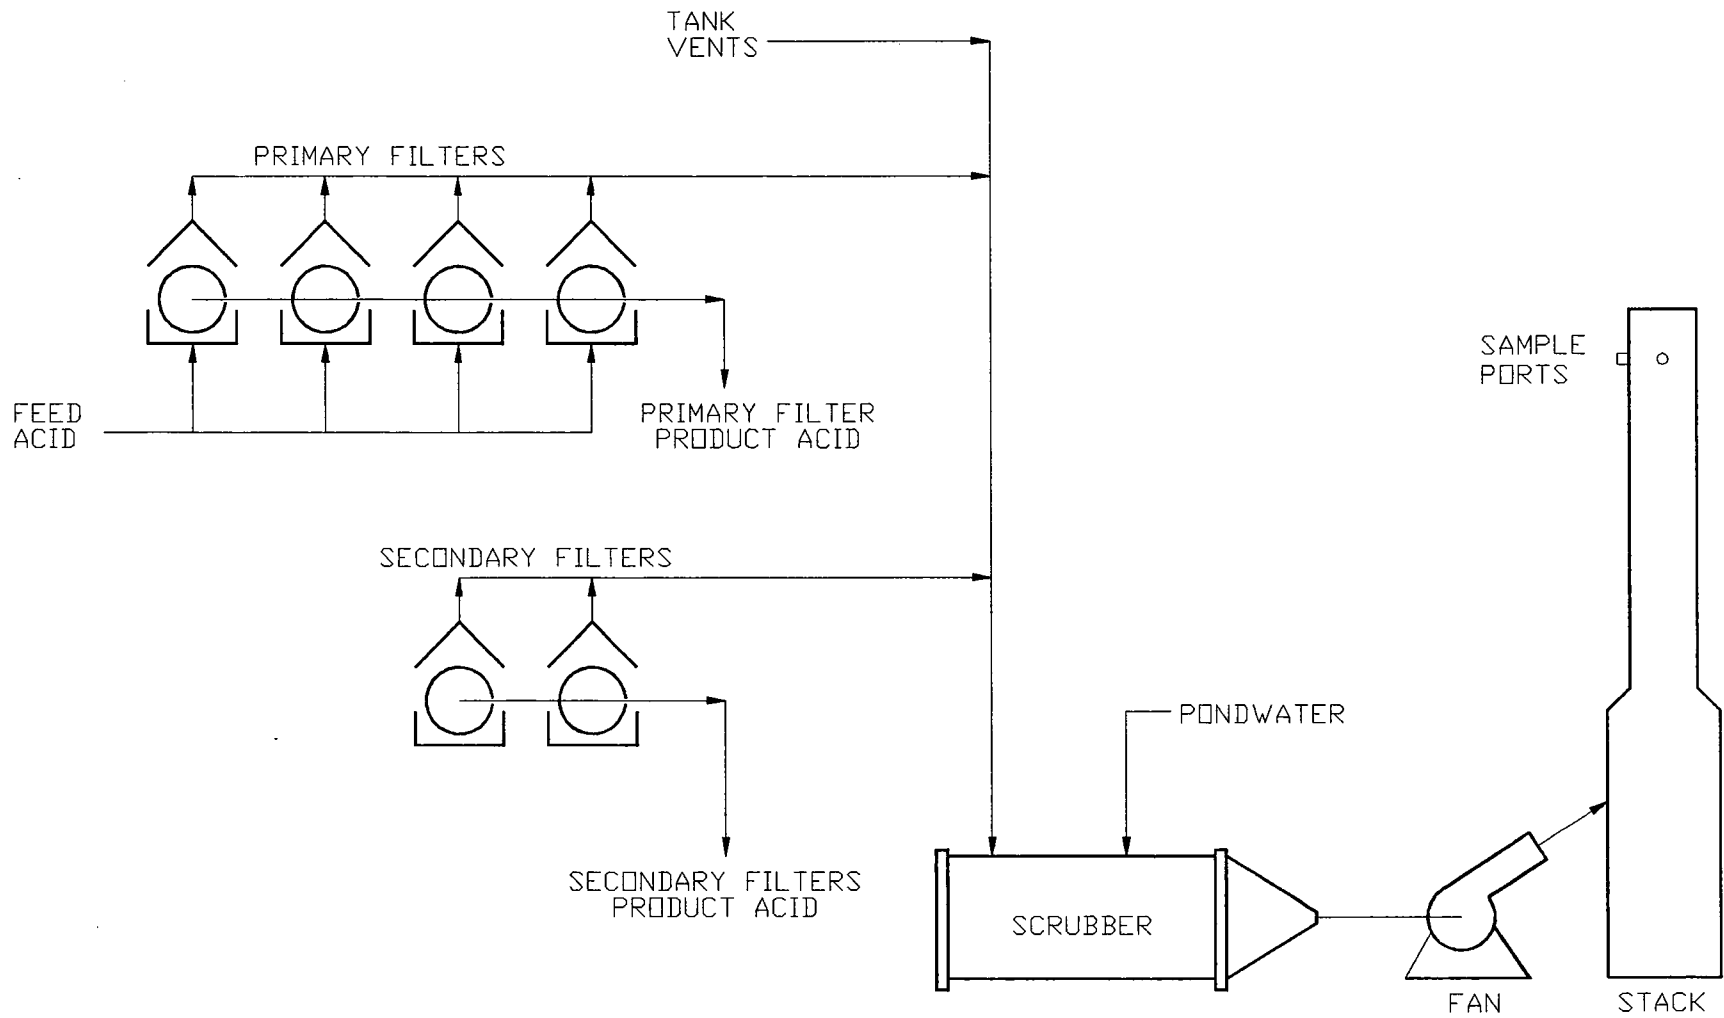 TANK
VENTS
PRIMARY FILTERS
SAMPLE
PORTS
FEED
ACID
PRIMARY FILTER
PRODUCT ACID
SECONDARY FILTERS
PONDWATER
SECONDARY FILTERS
PRODUCT ACID
SCRUBBER
FAN
STACK